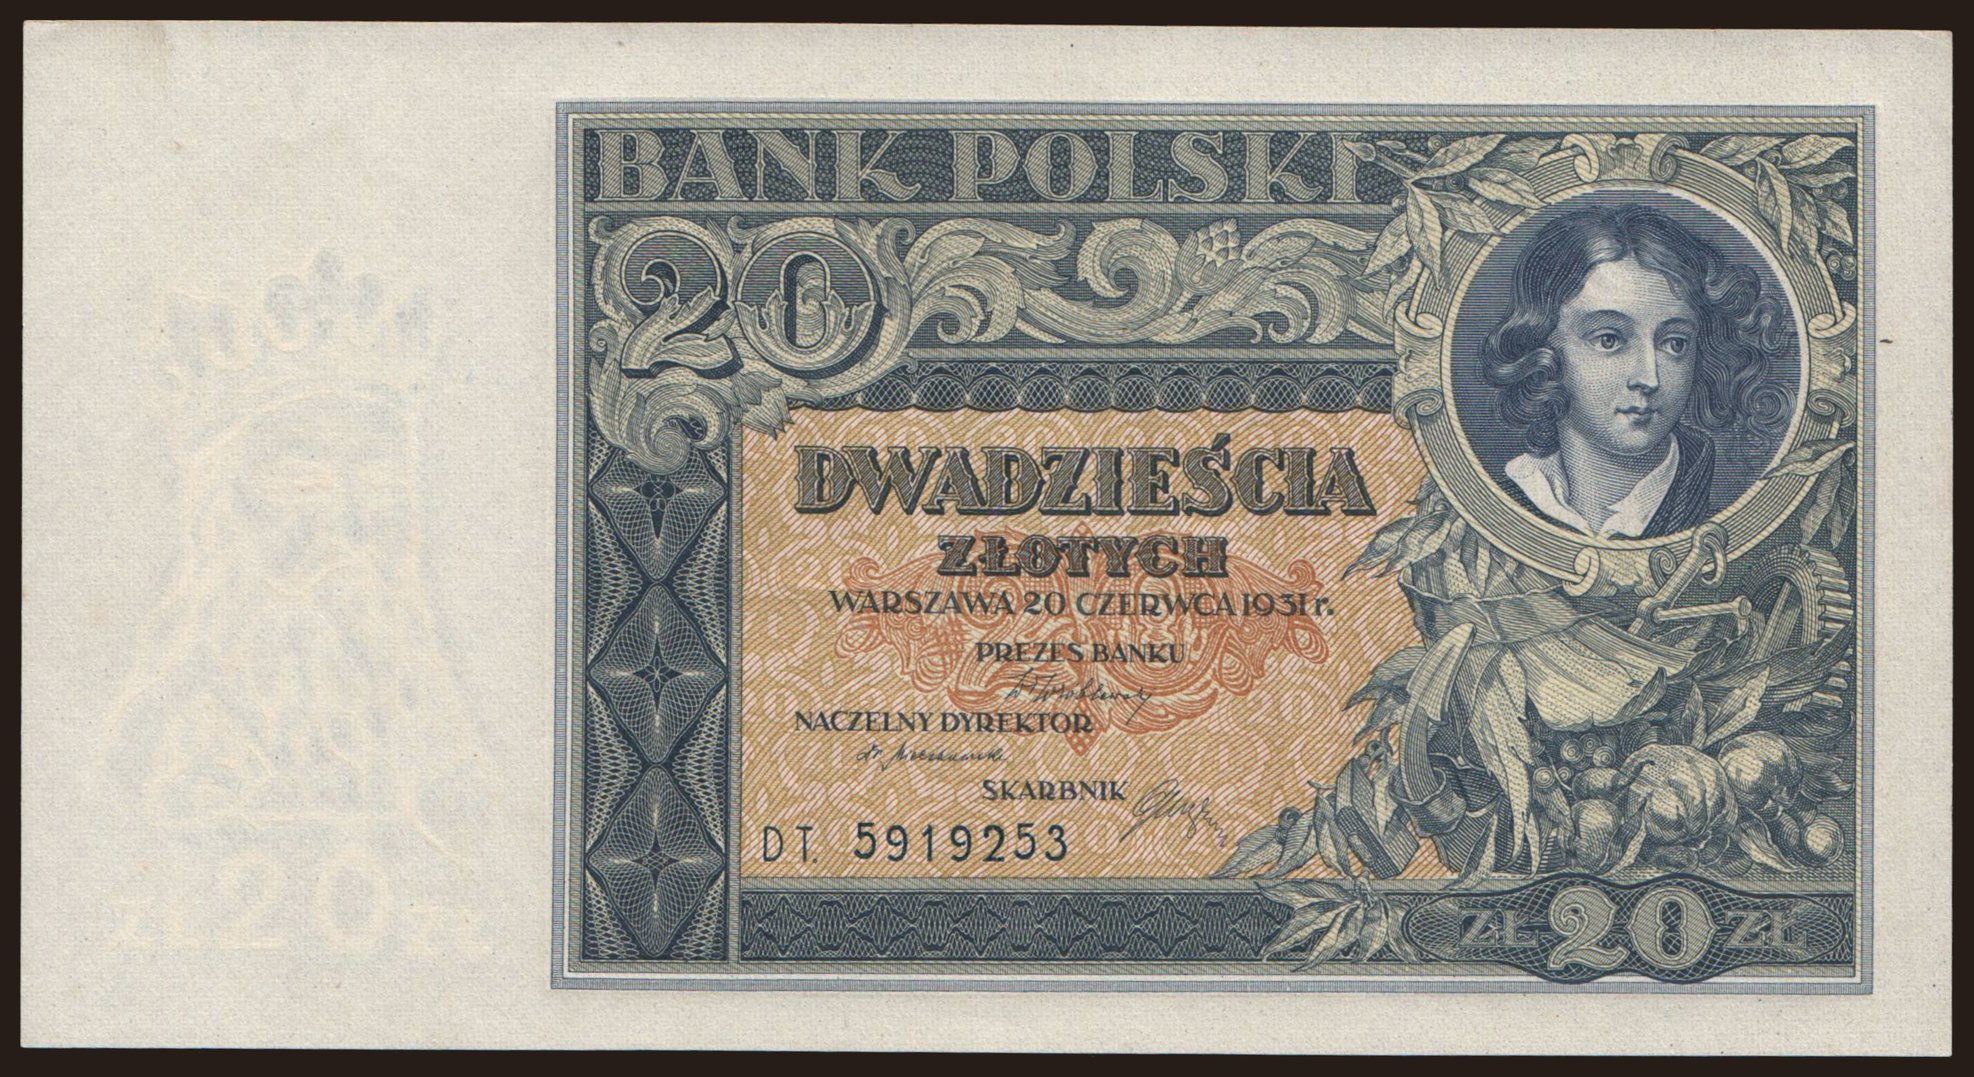 BANK POLSKI
20
DWADZIEŚCIA
ZŁOTYCH
WARSZAWA 20 CZERWCA 1931 r.
PREZES BANKU
NACZELNY DYREKTOR
SKARBNIK
DT. 5919253
ZŁ 20 ZŁ